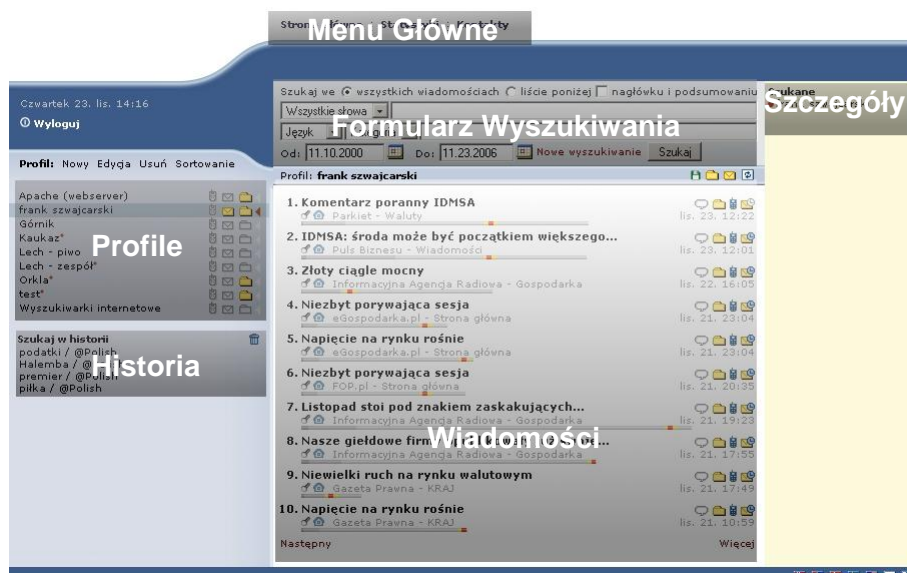 Menu Główne
Czwartek 23. lis. 14:16
Wyloguj
Profil: Nowy Edycja Usuń Sortowanie
Apache (webserver)
frank szwajcarski
Górnik
Kaukaz*
Lech - piwo
Lech - zespół*
Orkla*
test*
Wyszukiwarki internetowe
Profile
Szukaj w historii
podatki / @Polish
Halemba / @Polish
premier / @Polish
piłka / @Polish
Historia
Szukaj we wszystkich wiadomościach liście poniżej nagłówku i podsumowaniu
Wszystkie słowa
Język
Od: 11.10.2000 Do: 11.23.2006 Nowe wyszukiwanie Szukaj
Formularz Wyszukiwania
Szczegóły
Profil: frank szwajcarski
1. Komentarz poranny IDMSA
Parkiet - Waluty lis. 23. 12:22
2. IDMSA: środa może być początkiem większego...
Puls Biznesu - Wiadomości lis. 23. 12:01
3. Złoty ciągle mocny
Informacyjna Agencja Radiowa - Gospodarka lis. 22. 16:05
4. Niezbyt porywająca sesja
eGospodarka.pl - Strona główna lis. 21. 23:04
5. Napięcie na rynku rośnie
eGospodarka.pl - Strona główna lis. 21. 23:04
6. Niezbyt porywająca sesja
FOP.pl - Strona główna lis. 21. 20:35
7. Listopad stoi pod znakiem zaskakujących...
Informacyjna Agencja Radiowa - Gospodarka lis. 21. 19:23
8. Nasze giełdowe
Informacyjna Agencja Radiowa - Gospodarka lis. 21. 17:55
Wiadomości
9. Niewielki ruch na rynku walutowym
Gazeta Prawna - KRAJ lis. 21. 17:49
10. Napięcie na rynku rośnie
Gazeta Prawna - KRAJ lis. 21. 10:59
Następny Więcej